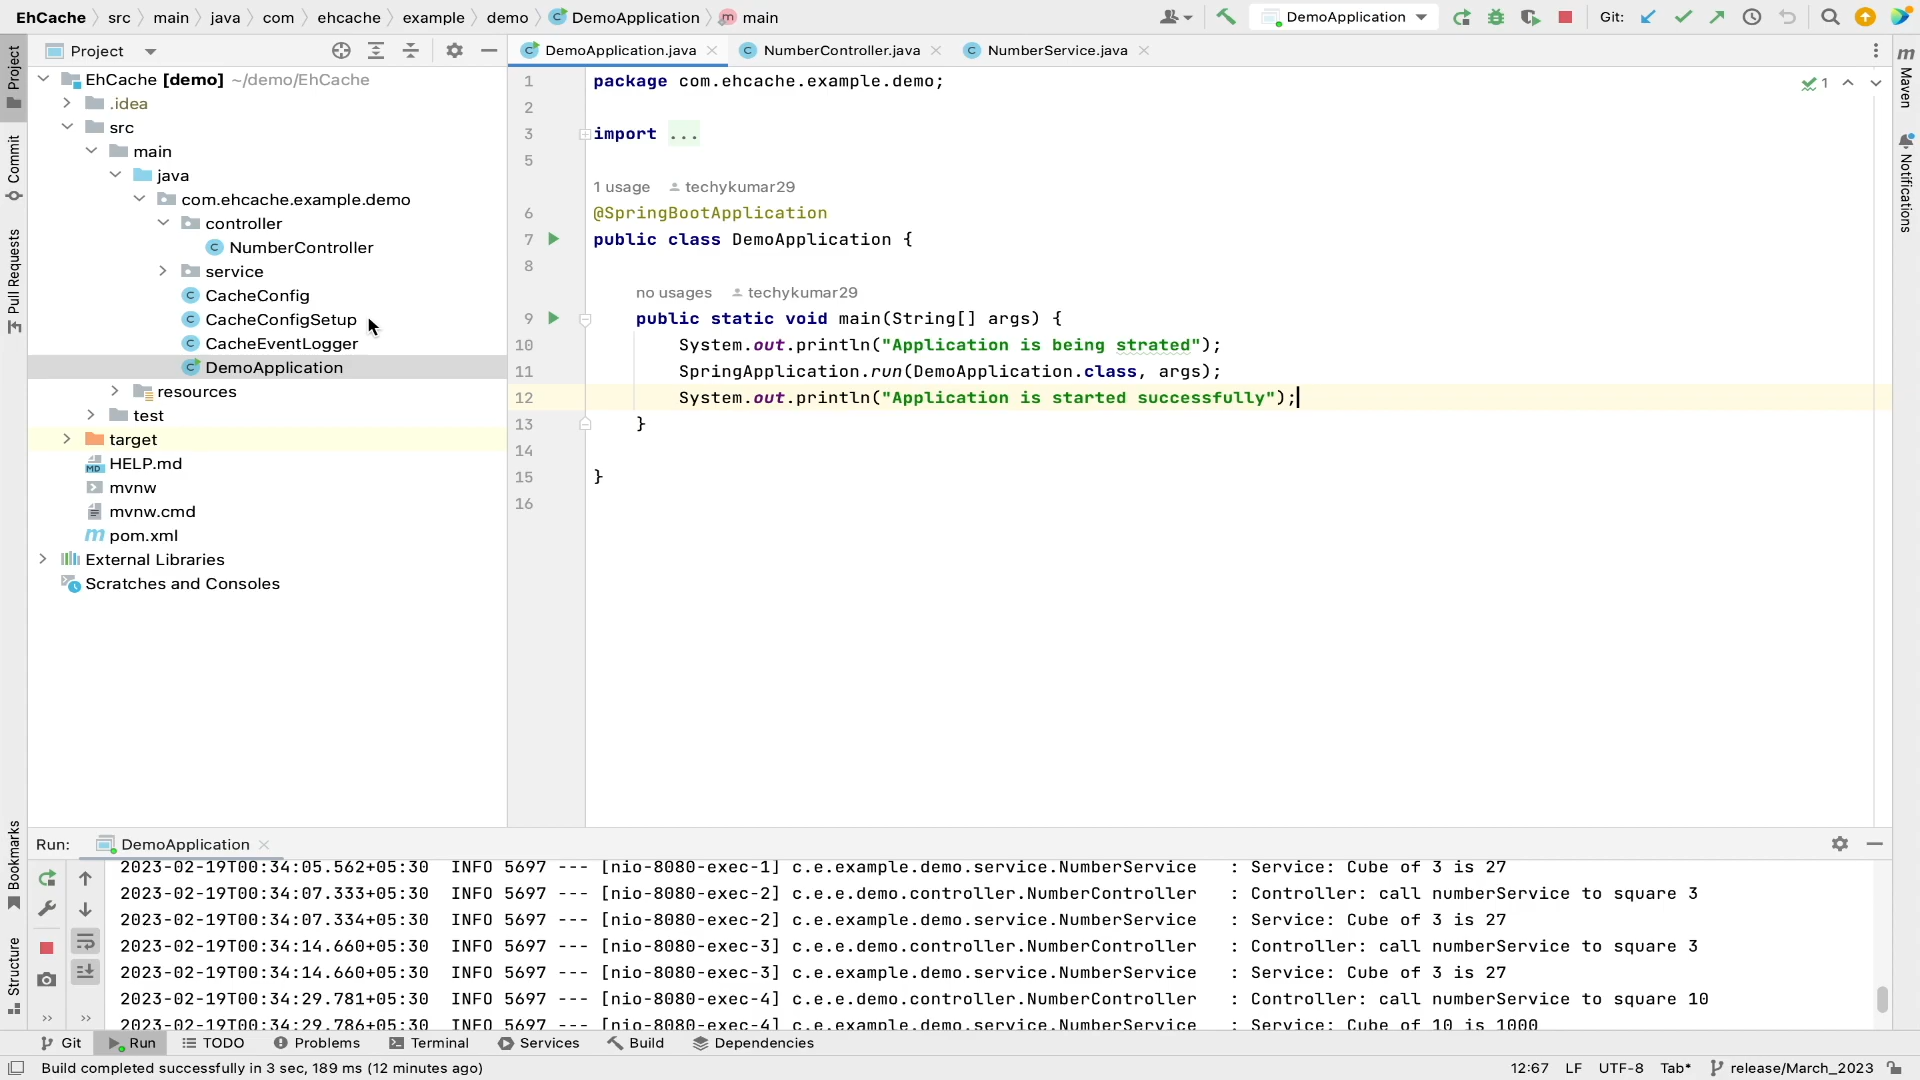 EhCache src main java com ehcache example demo DemoApplication main
DemoApplication
Git:
Project
DemoApplication.java
NumberController.java
NumberService.java
Project
Commit
Pull Requests
Bookmarks
Structure
Maven
Notifications
EhCache [demo] ~/demo/EhCache
.idea
src
main
java
com.ehcache.example.demo
controller
NumberController
service
CacheConfig
CacheConfigSetup
CacheEventLogger
DemoApplication
resources
test
target
HELP.md
mvnw
mvnw.cmd
pom.xml
External Libraries
Scratches and Consoles
1 package com.ehcache.example.demo;
1
2
3 import ...
5
1 usage techykumar29
6 @SpringBootApplication
7 public class DemoApplication {
8
no usages techykumar29
9 public static void main(String[] args) {
10 System.out.println("Application is being strated");
11 SpringApplication.run(DemoApplication.class, args);
12 System.out.println("Application is started successfully");
13 }
14
15 }
16
Run: DemoApplication
2023-02-19T00:34:05.562+05:30 INFO 5697 --- [nio-8080-exec-1] c.e.example.demo.service.NumberService : Service: Cube of 3 is 27
2023-02-19T00:34:07.333+05:30 INFO 5697 --- [nio-8080-exec-2] c.e.e.demo.controller.NumberController : Controller: call numberService to square 3
2023-02-19T00:34:07.334+05:30 INFO 5697 --- [nio-8080-exec-2] c.e.example.demo.service.NumberService : Service: Cube of 3 is 27
2023-02-19T00:34:14.660+05:30 INFO 5697 --- [nio-8080-exec-3] c.e.e.demo.controller.NumberController : Controller: call numberService to square 3
2023-02-19T00:34:14.660+05:30 INFO 5697 --- [nio-8080-exec-3] c.e.example.demo.service.NumberService : Service: Cube of 3 is 27
2023-02-19T00:34:29.781+05:30 INFO 5697 --- [nio-8080-exec-4] c.e.e.demo.controller.NumberController : Controller: call numberService to square 10
2023-02-19T00:34:29.786+05:30 INFO 5697 --- [nio-8080-exec-4] c.e.example.demo.service.NumberService : Service: Cube of 10 is 1000
Git Run TODO Problems Terminal Services Build Dependencies
Build completed successfully in 3 sec, 189 ms (12 minutes ago)
12:67 LF UTF-8 Tab* release/March_2023